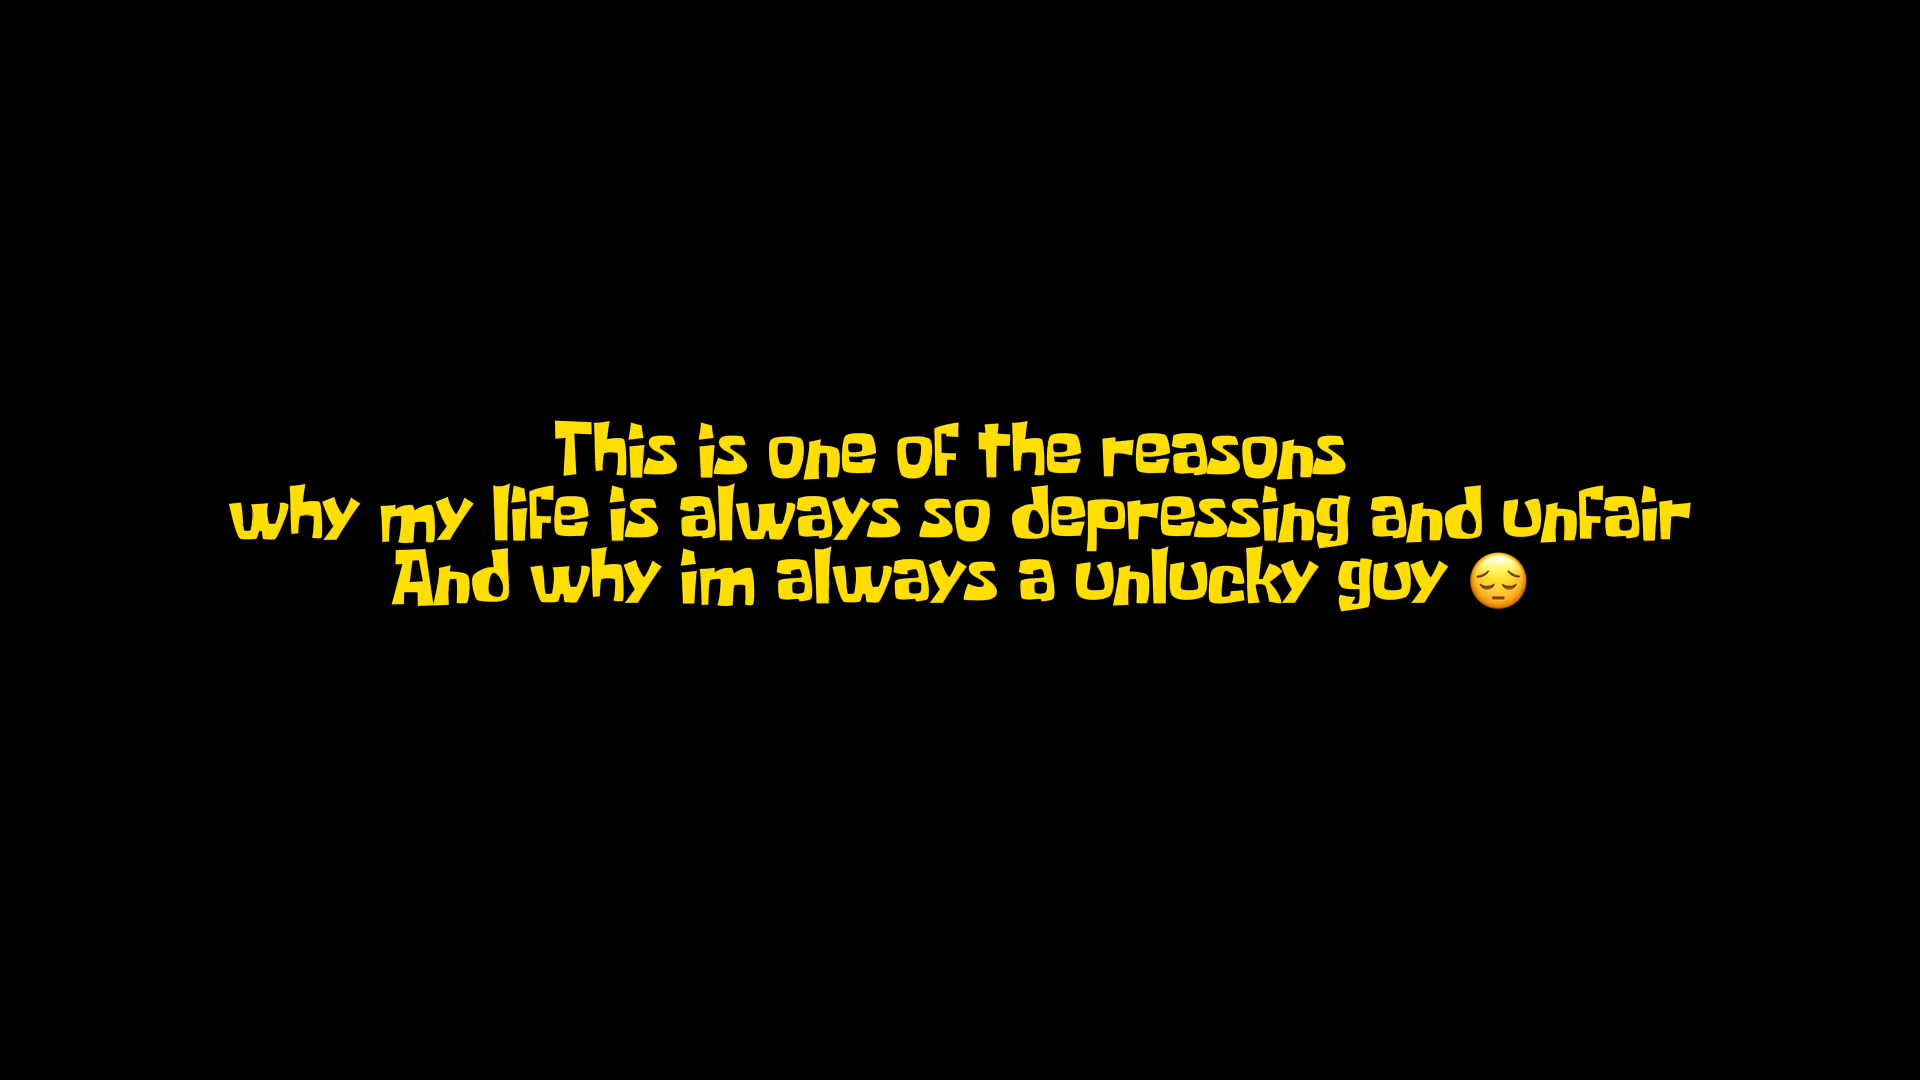 This is one of the reasons
why my life is always so depressing and unfair
And why im always a unlucky guy 😔